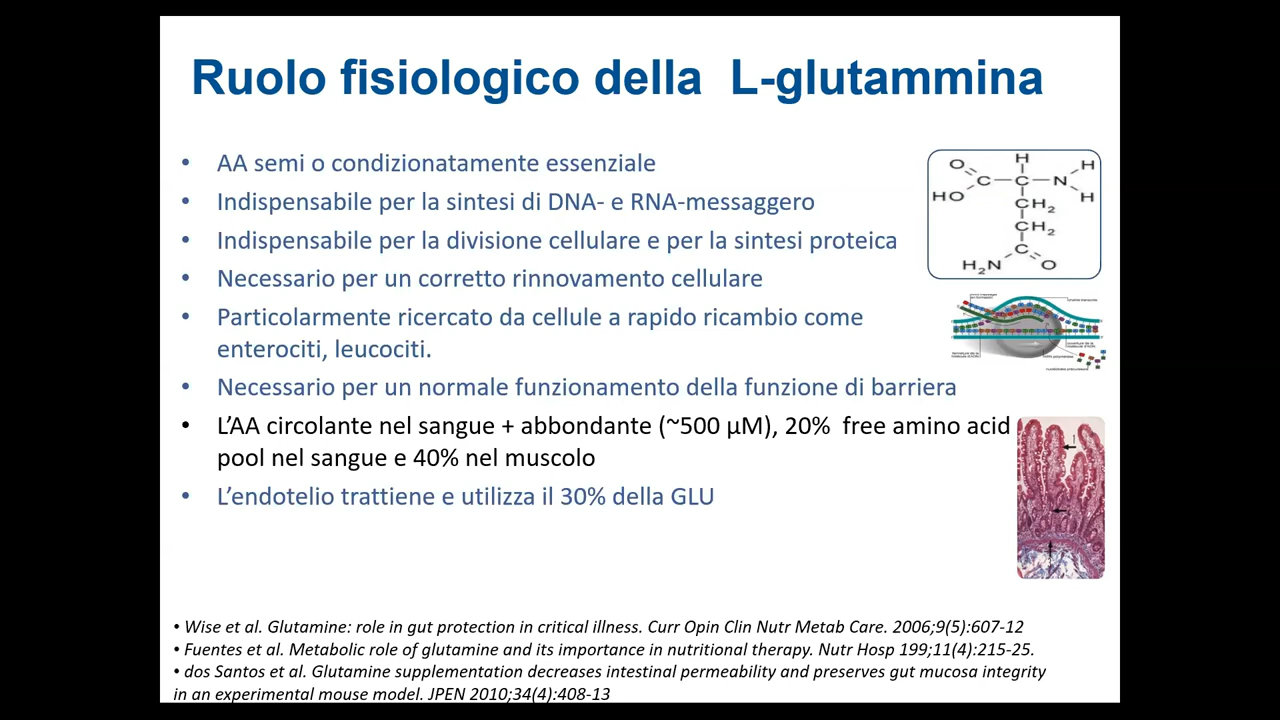 Ruolo fisiologico della L-glutammina
• AA semi o condizionatamente essenziale
• Indispensabile per la sintesi di DNA- e RNA-messaggero
• Indispensabile per la divisione cellulare e per la sintesi proteica
• Necessario per un corretto rinnovamento cellulare
• Particolarmente ricercato da cellule a rapido ricambio come
enterociti, leucociti.
• Necessario per un normale funzionamento della funzione di barriera
• L’AA circolante nel sangue + abbondante (~500 µM), 20% free amino acid
pool nel sangue e 40% nel muscolo
• L’endotelio trattiene e utilizza il 30% della GLU
H
O
H
C
C
N
HO
H
CH2
CH2
C
H2N
O
• Wise et al. Glutamine: role in gut protection in critical illness. Curr Opin Clin Nutr Metab Care. 2006;9(5):607-12
• Fuentes et al. Metabolic role of glutamine and its importance in nutritional therapy. Nutr Hosp 199;11(4):215-25.
• dos Santos et al. Glutamine supplementation decreases intestinal permeability and preserves gut mucosa integrity
in an experimental mouse model. JPEN 2010;34(4):408-13